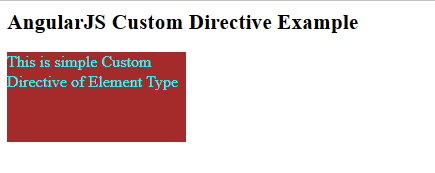 AngularJS Custom Directive Example
This is simple Custom
Directive of Element Type